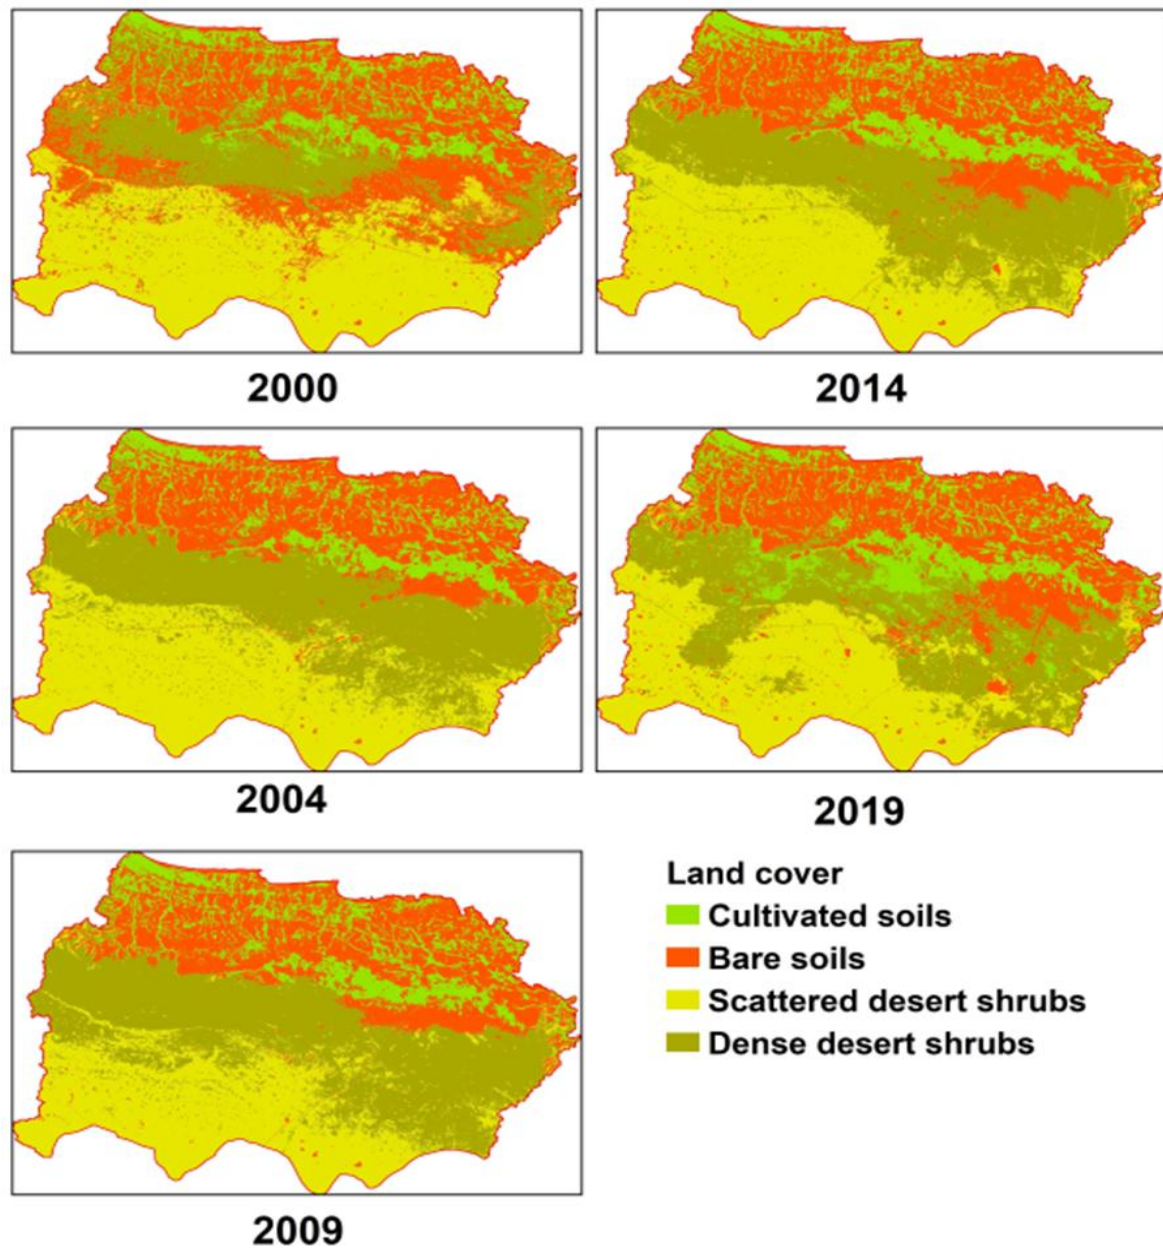 2000
2014
2004
2019
2009
Land cover
Cultivated soils
Bare soils
Scattered desert shrubs
Dense desert shrubs